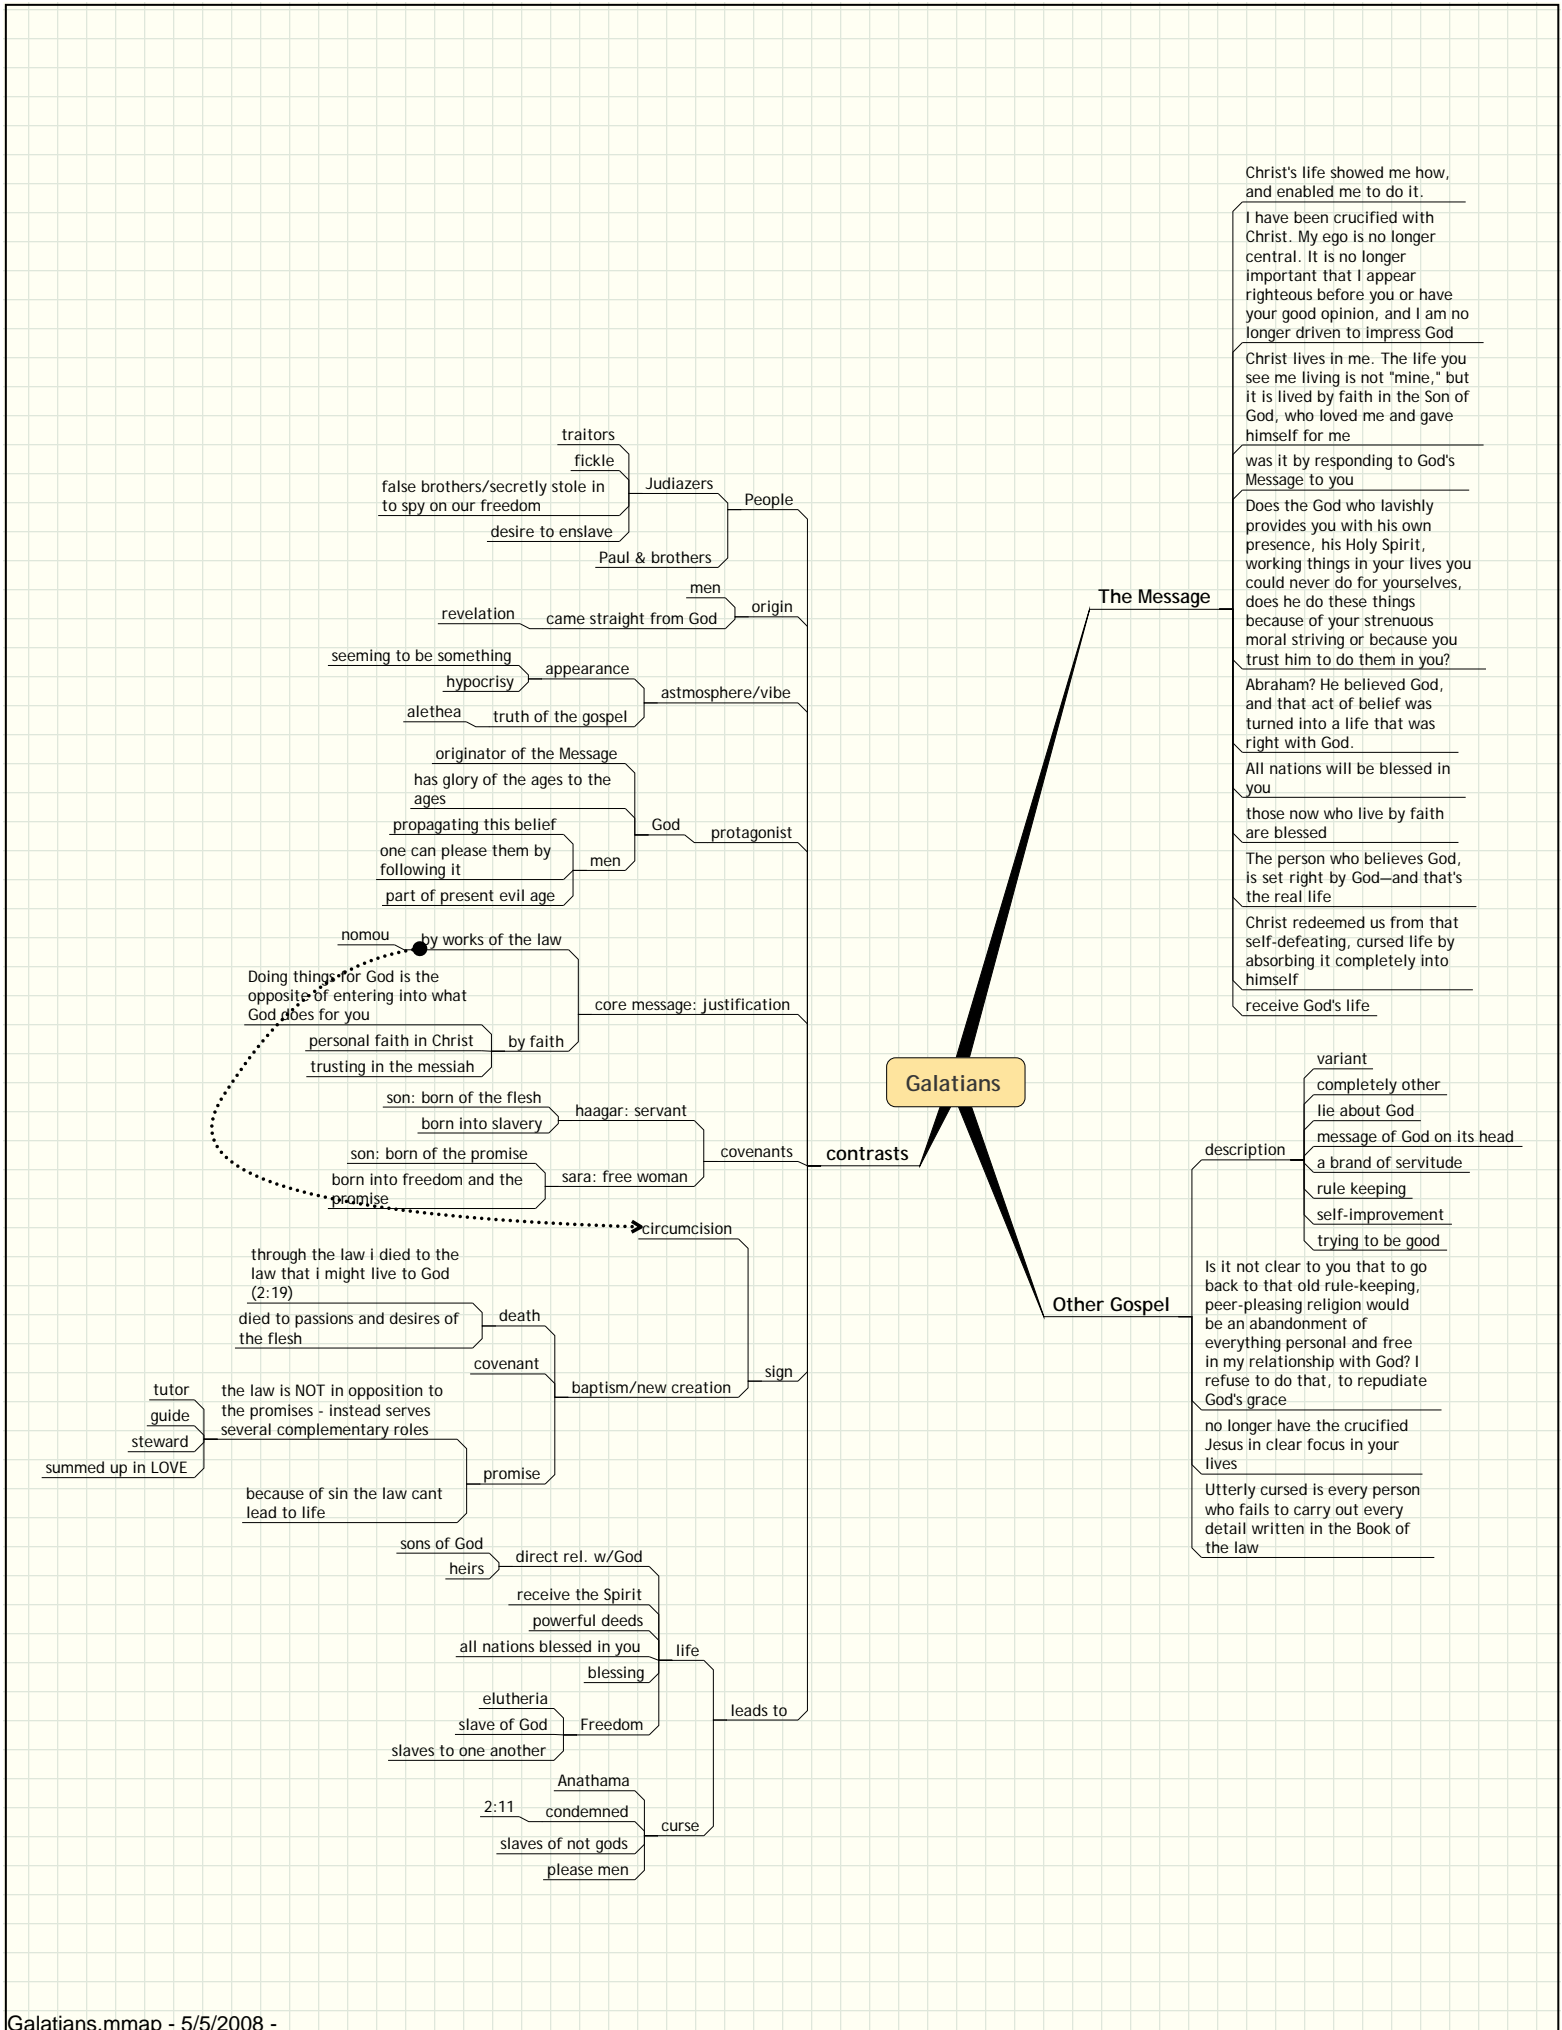 Christ's life showed me how,
and enabled me to do it.
I have been crucified with
Christ. My ego is no longer
central. It is no longer
important that I appear
righteous before you or have
your good opinion, and I am no
longer driven to impress God
Christ lives in me. The life you
see me living is not "mine," but
it is lived by faith in the Son of
God, who loved me and gave
himself for me
was it by responding to God's
Message to you
Does the God who lavishly
provides you with his own
presence, his Holy Spirit,
working things in your lives you
could never do for yourselves,
does he do these things
because of your strenuous
moral striving or because you
trust him to do them in you?
Abraham? He believed God,
and that act of belief was
turned into a life that was
right with God.
All nations will be blessed in
you
those now who live by faith
are blessed
The person who believes God,
is set right by God—and that's
the real life
Christ redeemed us from that
self-defeating, cursed life by
absorbing it completely into
himself
receive God's life
The Message
Galatians
Other Gospel
description
variant
completely other
lie about God
message of God on its head
a brand of servitude
rule keeping
self-improvement
trying to be good
Is it not clear to you that to go
back to that old rule-keeping,
peer-pleasing religion would
be an abandonment of
everything personal and free
in my relationship with God? I
refuse to do that, to repudiate
God's grace
no longer have the crucified
Jesus in clear focus in your
lives
Utterly cursed is every person
who fails to carry out every
detail written in the Book of
the law
contrasts
People
Judiazers
traitors
fickle
false brothers/secretly stole in
to spy on our freedom
desire to enslave
Paul & brothers
origin
men
came straight from God
revelation
astmosphere/vibe
appearance
seeming to be something
hypocrisy
truth of the gospel
alethea
protagonist
God
originator of the Message
has glory of the ages to the
ages
men
propagating this belief
one can please them by
following it
part of present evil age
core message: justification
by works of the law
nomou
by faith
Doing things for God is the
opposite of entering into what
God does for you
personal faith in Christ
trusting in the messiah
covenants
haagar: servant
son: born of the flesh
born into slavery
sara: free woman
son: born of the promise
born into freedom and the
promise
sign
circumcision
baptism/new creation
death
through the law i died to the
law that i might live to God
(2:19)
died to passions and desires of
the flesh
covenant
promise
the law is NOT in opposition to
the promises - instead serves
several complementary roles
tutor
guide
steward
summed up in LOVE
because of sin the law cant
lead to life
leads to
life
direct rel. w/God
sons of God
heirs
receive the Spirit
powerful deeds
all nations blessed in you
blessing
Freedom
elutheria
slave of God
slaves to one another
curse
Anathama
condemned
2:11
slaves of not gods
please men
Galatians.mmap - 5/5/2008 -